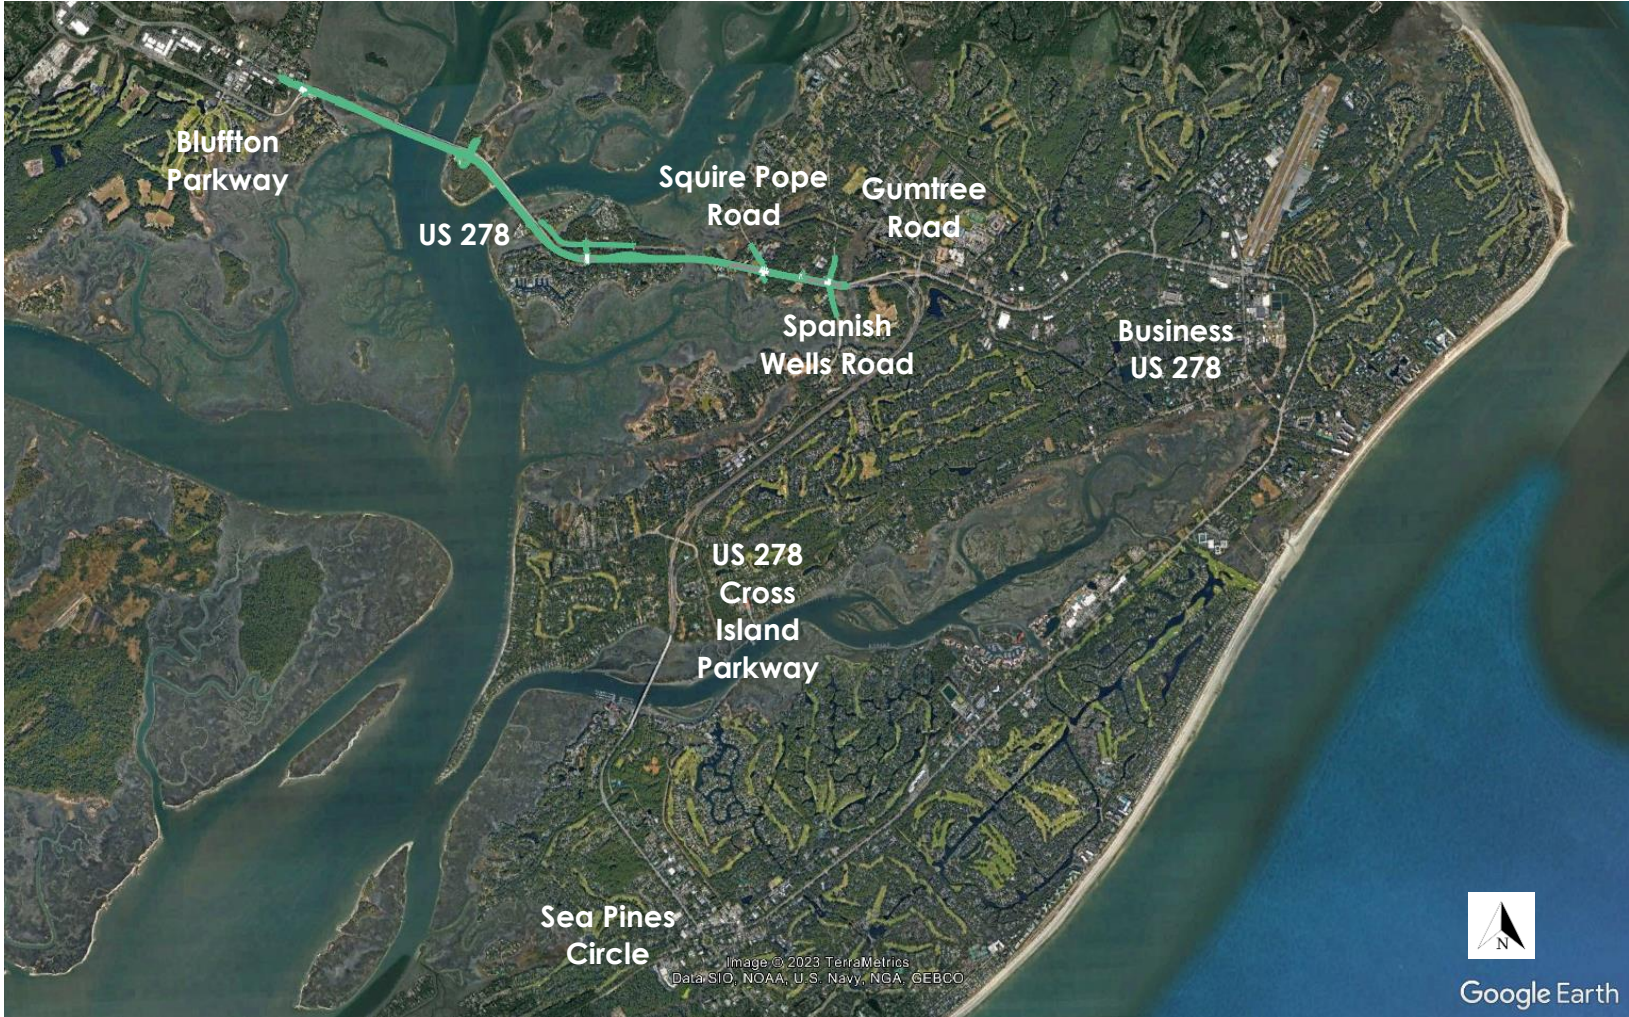 Bluffton
Parkway
US 278
Squire Pope
Road
Gumtree
Road
Spanish
Wells Road
Business
US 278
US 278
Cross
Island
Parkway
Sea Pines
Circle
Image © 2023 TerraMetrics
Data SIO, NOAA, U.S. Navy, NGA, GEBCO
N
Google Earth